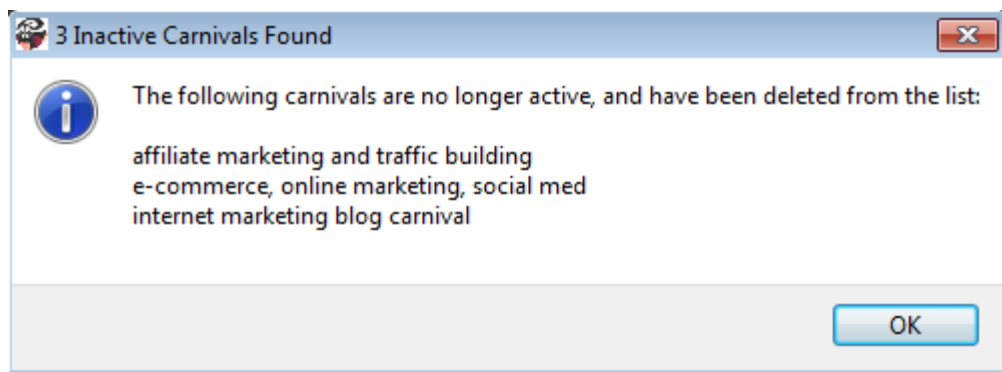 3 Inactive Carnivals Found
The following carnivals are no longer active, and have been deleted from the list:
affiliate marketing and traffic building
e-commerce, online marketing, social med
internet marketing blog carnival
OK